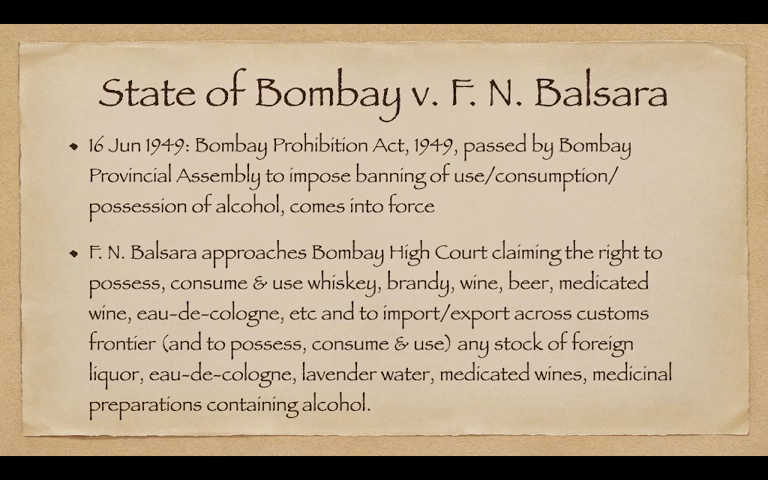 State of Bombay v. F. N. Balsara
• 16 Jun 1949: Bombay Prohibition Act, 1949, passed by Bombay
Provincial Assembly to impose banning of use/consumption/
possession of alcohol, comes into force
• F. N. Balsara approaches Bombay High Court claiming the right to
possess, consume & use whiskey, brandy, wine, beer, medicated
wine, eau-de-cologne, etc and to import/export across customs
frontier (and to possess, consume & use) any stock of foreign
liquor, eau-de-cologne, lavender water, medicated wines, medicinal
preparations containing alcohol.